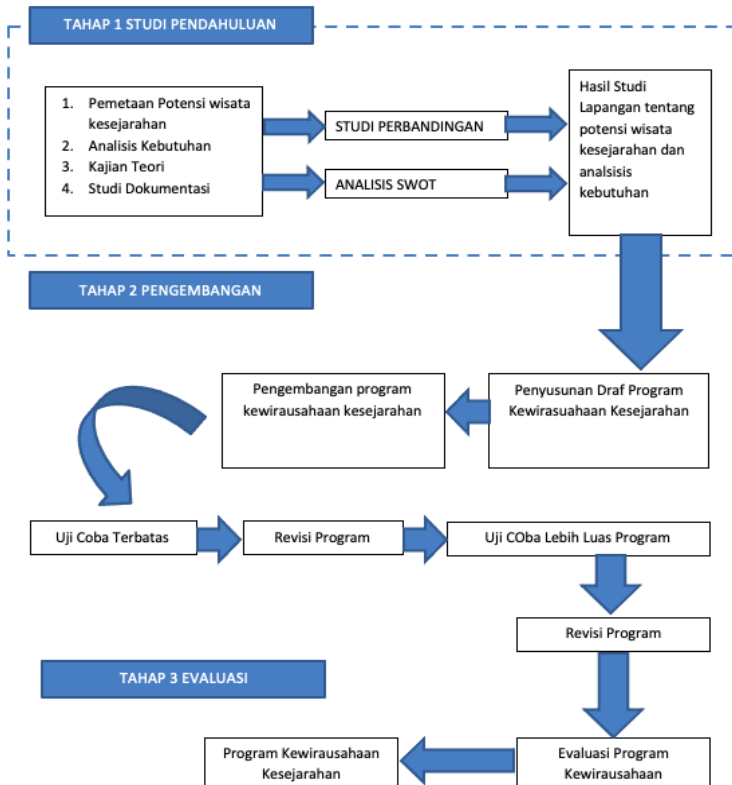 TAHAP 1 STUDI PENDAHULUAN
1. Pemetaan Potensi wisata
kesejarahan
2. Analisis Kebutuhan
3. Kajian Teori
4. Studi Dokumentasi
STUDI PERBANDINGAN
ANALISIS SWOT
Hasil Studi
Lapangan tentang
potensi wisata
kesejarahan dan
analsisis
kebutuhan
TAHAP 2 PENGEMBANGAN
Pengembangan program
kewirausahaan kesejarahan
Penyusunan Draf Program
Kewirasuahaan Kesejarahan
Uji Coba Terbatas
Revisi Program
Uji COba Lebih Luas Program
Revisi Program
TAHAP 3 EVALUASI
Program Kewirausahaan
Kesejarahan
Evaluasi Program
Kewirausahaan